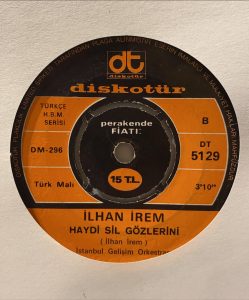 dt
diskotür
diskotür
TÜRKÇE
H.B.M.
SERİSİ
perakende
FİATI:
B
DM-296
DT
5129
Türk Malı
15 T.L.
3'10"
İLHAN İREM
HAYDİ SİL GÖZLERİNİ
( İlhan İrem )
İstanbul Gelişim Orkestrası